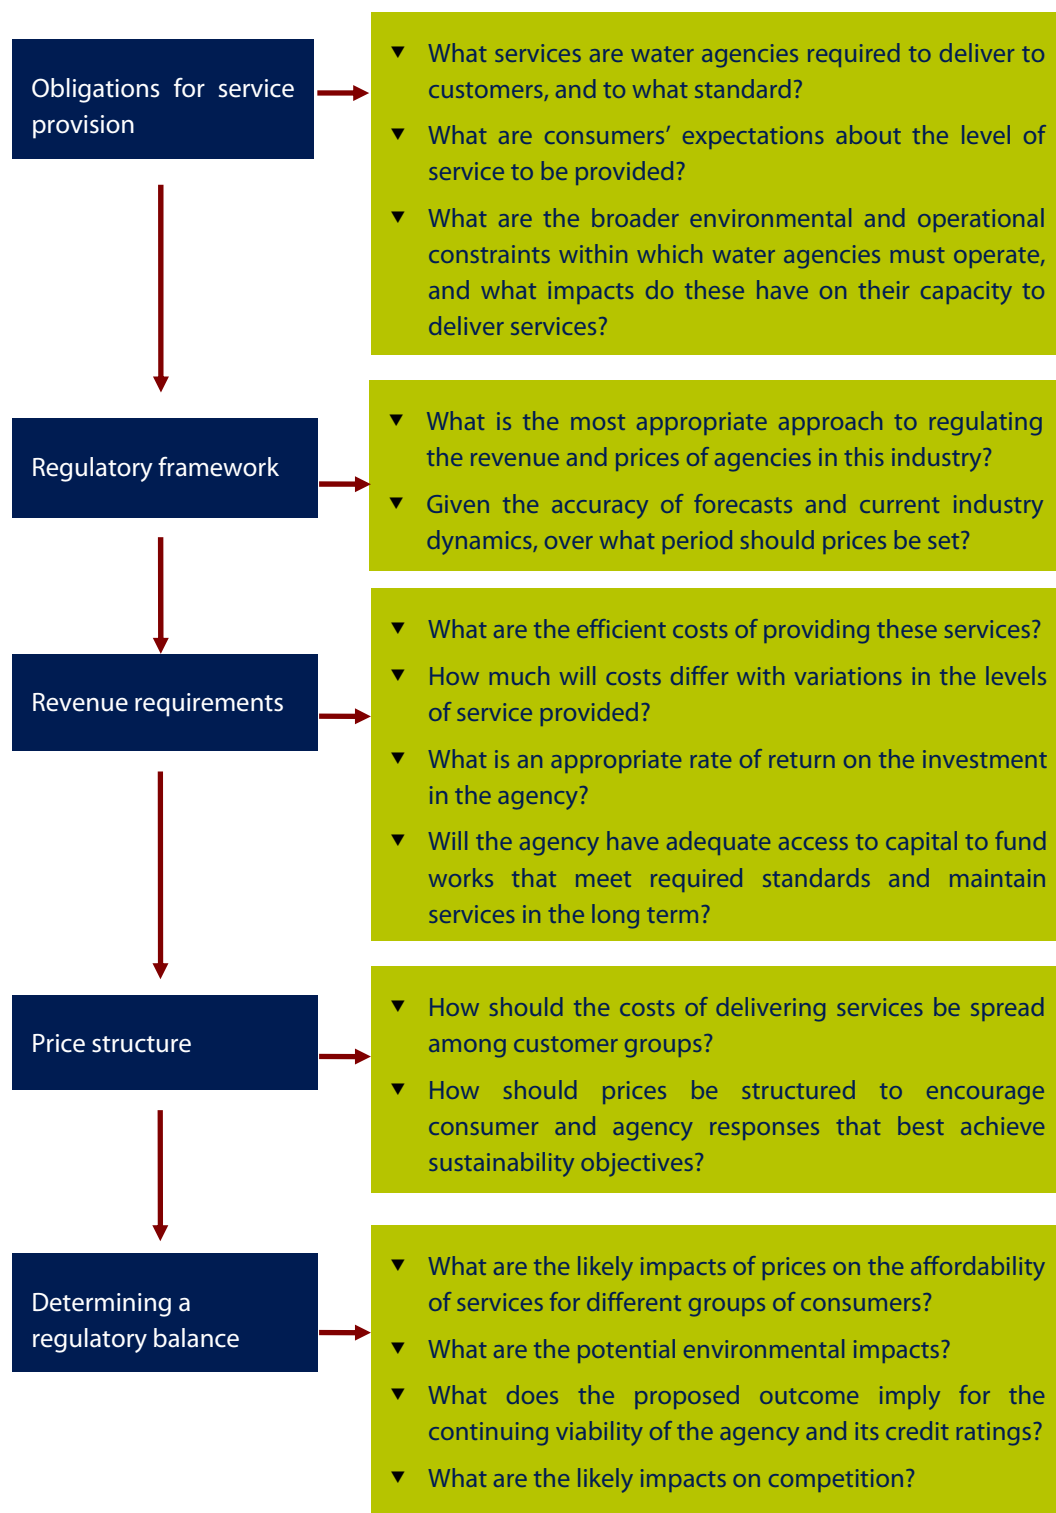 Obligations for service
provision
▼ What services are water agencies required to deliver to
customers, and to what standard?
▼ What are consumers’ expectations about the level of
service to be provided?
▼ What are the broader environmental and operational
constraints within which water agencies must operate,
and what impacts do these have on their capacity to
deliver services?
Regulatory framework
▼ What is the most appropriate approach to regulating
the revenue and prices of agencies in this industry?
▼ Given the accuracy of forecasts and current industry
dynamics, over what period should prices be set?
Revenue requirements
▼ What are the efficient costs of providing these services?
▼ How much will costs differ with variations in the levels
of service provided?
▼ What is an appropriate rate of return on the investment
in the agency?
▼ Will the agency have adequate access to capital to fund
works that meet required standards and maintain
services in the long term?
Price structure
▼ How should the costs of delivering services be spread
among customer groups?
▼ How should prices be structured to encourage
consumer and agency responses that best achieve
sustainability objectives?
Determining a
regulatory balance
▼ What are the likely impacts of prices on the affordability
of services for different groups of consumers?
▼ What are the potential environmental impacts?
▼ What does the proposed outcome imply for the
continuing viability of the agency and its credit ratings?
▼ What are the likely impacts on competition?